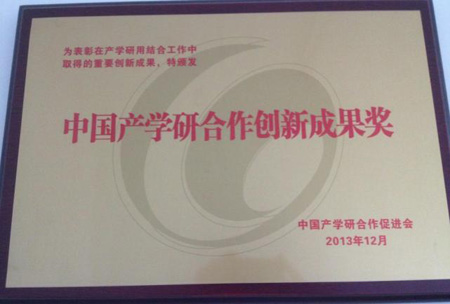 为表彰在产学研用结合工作中
取得的重要创新成果，特颁发
中国产学研合作创新成果奖
中国产学研合作促进会
2013年12月